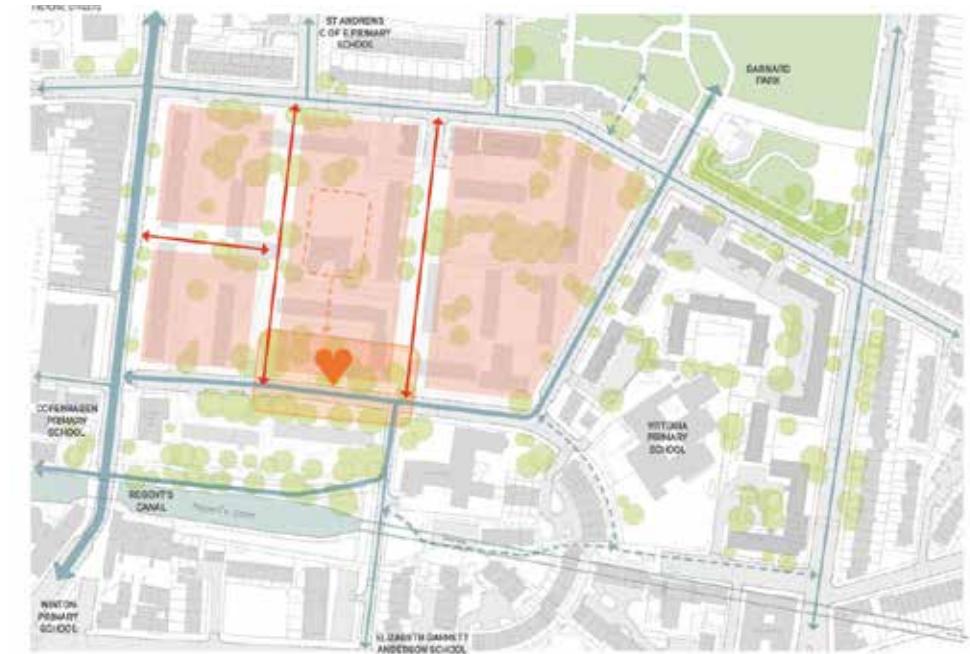 ST ANDREWS
C OF E PRIMARY
SCHOOL
BARNARD
PARK
COPENHAGEN
PRIMARY
SCHOOL
VITTORIA
PRIMARY
SCHOOL
REGENT'S
CANAL
WINTON
PRIMARY
SCHOOL
ELIZABETH GARRETT
ANDERSON SCHOOL